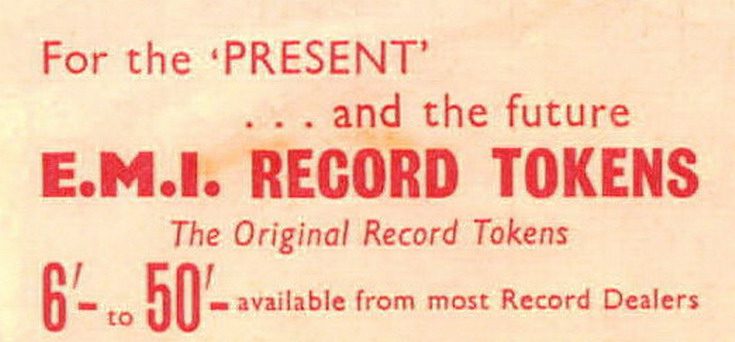 For the 'PRESENT'
. . . and the future
E.M.I. RECORD TOKENS
The Original Record Tokens
6/- to 50/- available from most Record Dealers